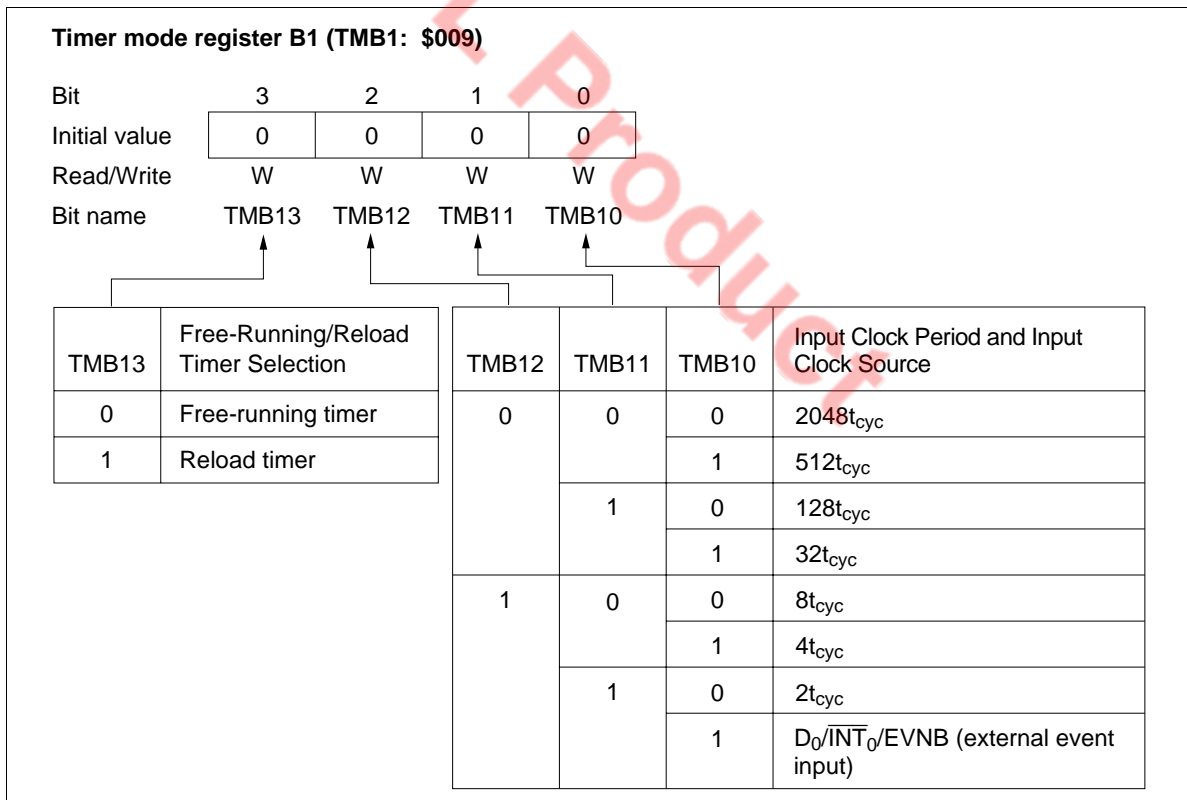 Timer mode register B1 (TMB1: $009)
Bit 3 2 1 0
Initial value 0 0 0 0
Read/Write W W W W
Bit name TMB13 TMB12 TMB11 TMB10
TMB13 Free-Running/Reload
Timer Selection
0 Free-running timer
1 Reload timer
TMB12 TMB11 TMB10 Input Clock Period and Input
Clock Source
0 0 0 2048tcyc
1 512tcyc
1 0 128tcyc
1 32tcyc
1 0 0 8tcyc
1 4tcyc
1 0 2tcyc
1 D0/INT0/EVNB (external event
input)
Product